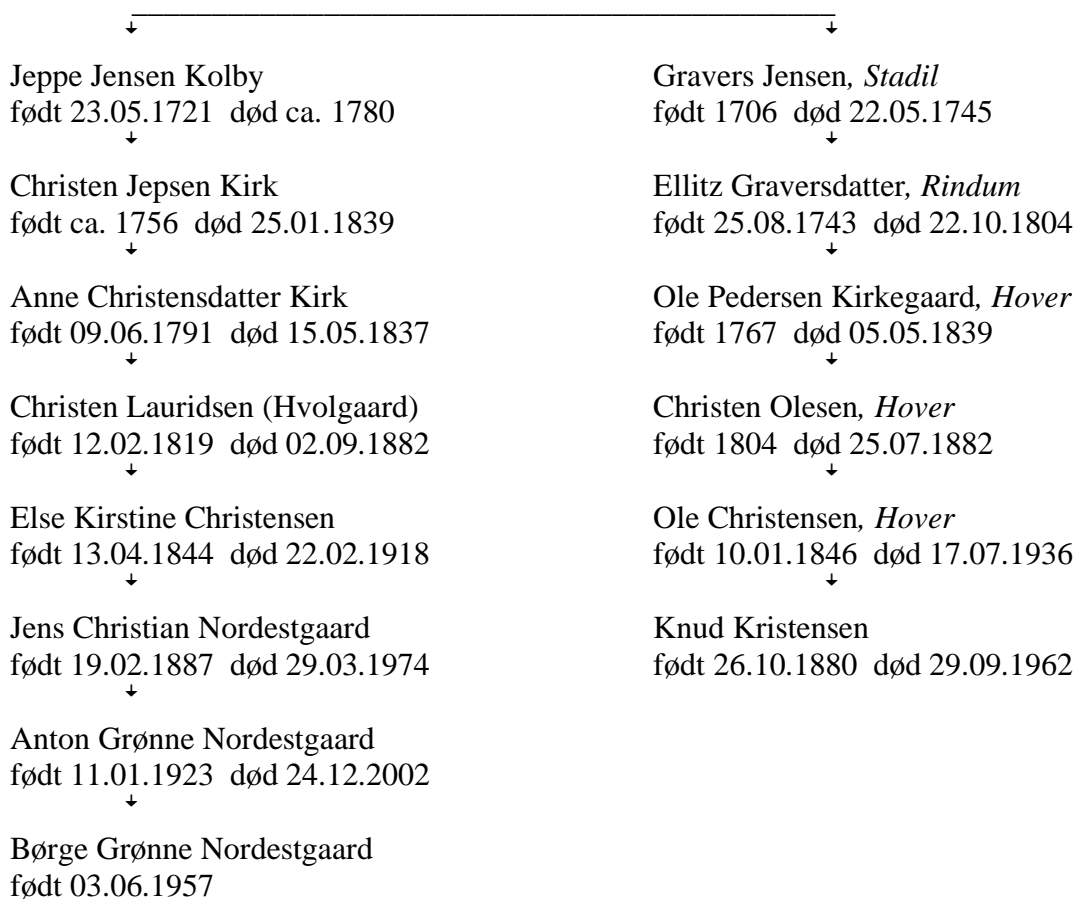 Jeppe Jensen Kolby
født 23.05.1721 død ca. 1780
Christen Jepsen Kirk
født ca. 1756 død 25.01.1839
Anne Christensdatter Kirk
født 09.06.1791 død 15.05.1837
Christen Lauridsen (Hvolgaard)
født 12.02.1819 død 02.09.1882
Else Kirstine Christensen
født 13.04.1844 død 22.02.1918
Jens Christian Nordestgaard
født 19.02.1887 død 29.03.1974
Anton Grønne Nordestgaard
født 11.01.1923 død 24.12.2002
Børge Grønne Nordestgaard
født 03.06.1957
Gravers Jensen, Stadil
født 1706 død 22.05.1745
Ellitz Graversdatter, Rindum
født 25.08.1743 død 22.10.1804
Ole Pedersen Kirkegaard, Hover
født 1767 død 05.05.1839
Christen Olesen, Hover
født 1804 død 25.07.1882
Ole Christensen, Hover
født 10.01.1846 død 17.07.1936
Knud Kristensen
født 26.10.1880 død 29.09.1962